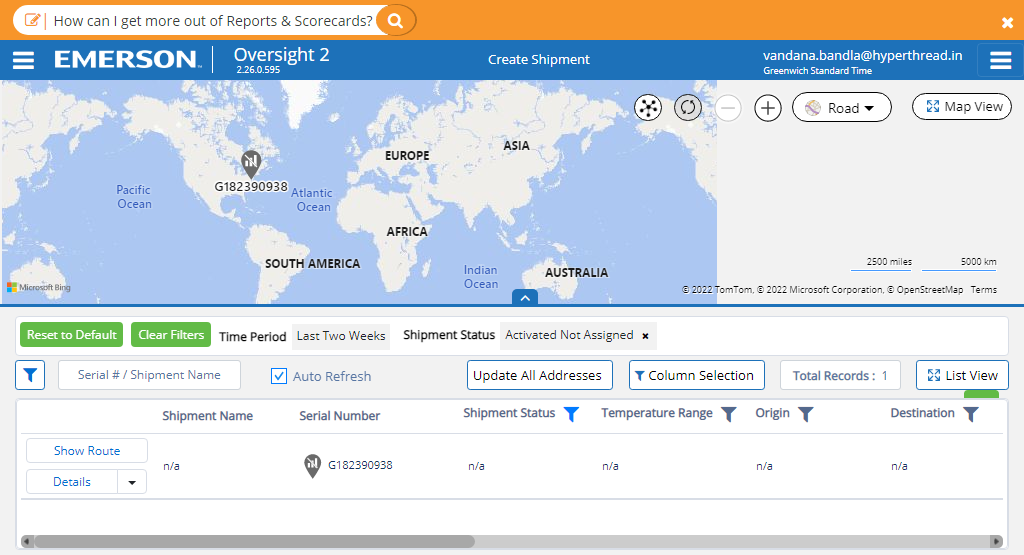 How can I get more out of Reports & Scorecards?
EMERSON
Oversight 2
2.26.0.595
Create Shipment
vandana.bandla@hyperthread.in
Greenwich Standard Time
Road
Map View
ASIA
EUROPE
G182390938
Pacific
Ocean
Atlantic
Ocean
AFRICA
SOUTH AMERICA
Indian
Ocean
AUSTRALIA
2500 miles
5000 km
Microsoft Bing
© 2022 TomTom, © 2022 Microsoft Corporation, © OpenStreetMap Terms
Reset to Default
Clear Filters
Time Period
Last Two Weeks
Shipment Status
Activated Not Assigned ×
Serial # / Shipment Name
Auto Refresh
Update All Addresses
Column Selection
Total Records : 1
List View
Shipment Name
Serial Number
Shipment Status
Temperature Range
Origin
Destination
Show Route
Details
n/a
G182390938
n/a
n/a
n/a
n/a